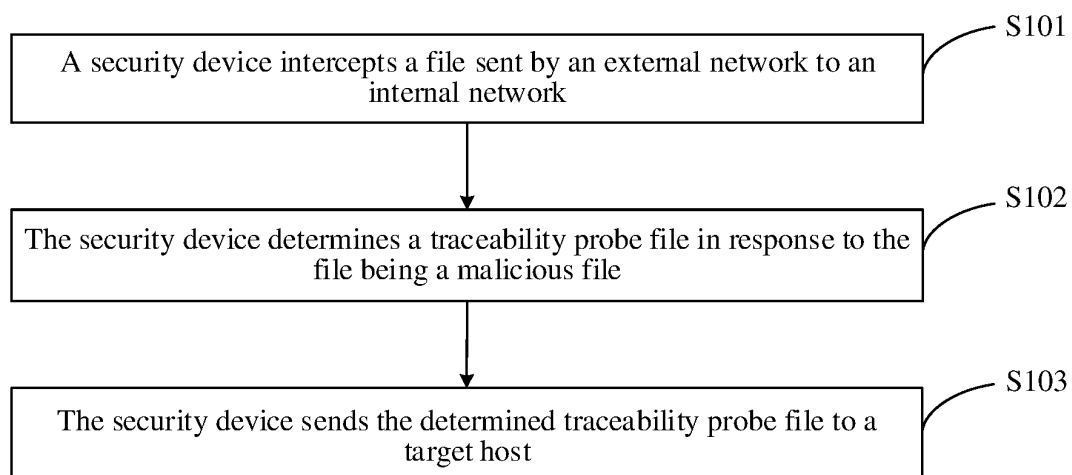 S101
A security device intercepts a file sent by an external network to an
internal network
S102
The security device determines a traceability probe file in response to the
file being a malicious file
S103
The security device sends the determined traceability probe file to a
target host